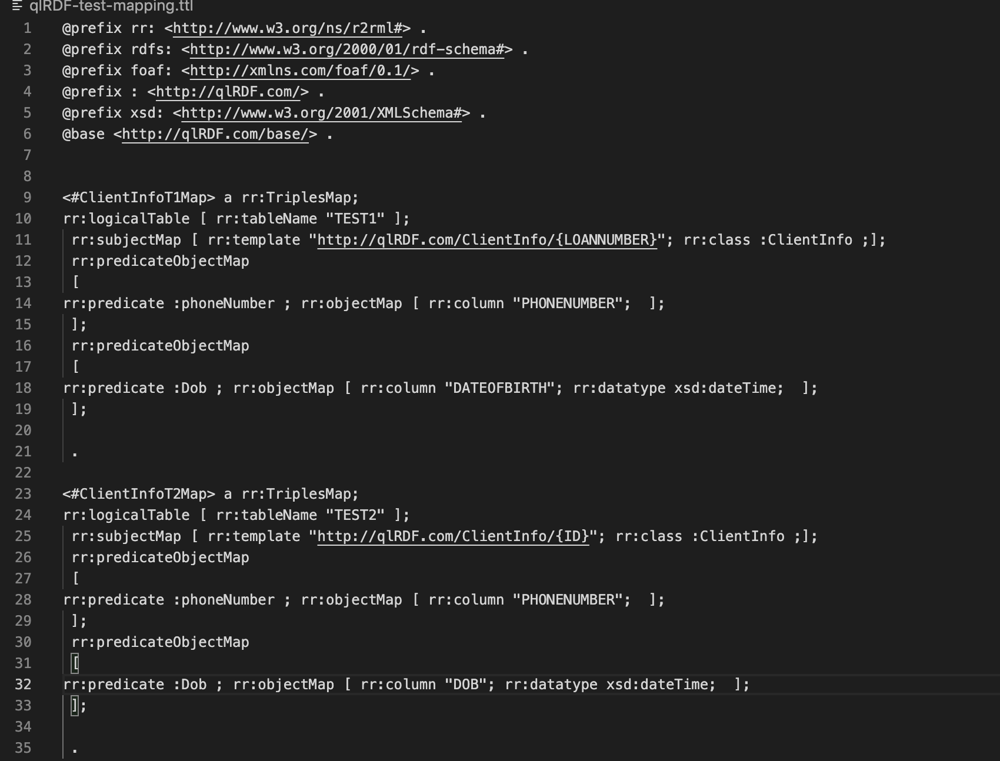 qlRDF-test-mapping.ttl
1 @prefix rr: <http://www.w3.org/ns/r2rml#> .
2 @prefix rdfs: <http://www.w3.org/2000/01/rdf-schema#> .
3 @prefix foaf: <http://xmlns.com/foaf/0.1/> .
4 @prefix : <http://qlRDF.com/> .
5 @prefix xsd: <http://www.w3.org/2001/XMLSchema#> .
6 @base <http://qlRDF.com/base/> .
7
8
9 <#ClientInfoT1Map> a rr:TriplesMap;
10 rr:logicalTable [ rr:tableName "TEST1" ];
11 rr:subjectMap [ rr:template "http://qlRDF.com/ClientInfo/{LOANNUMBER}"; rr:class :ClientInfo ;];
12 rr:predicateObjectMap
13 [
14 rr:predicate :phoneNumber ; rr:objectMap [ rr:column "PHONENUMBER";  ];
15 ];
16 rr:predicateObjectMap
17 [
18 rr:predicate :Dob ; rr:objectMap [ rr:column "DATEOFBIRTH"; rr:datatype xsd:dateTime;  ];
19 ];
20
21 .
22
23 <#ClientInfoT2Map> a rr:TriplesMap;
24 rr:logicalTable [ rr:tableName "TEST2" ];
25 rr:subjectMap [ rr:template "http://qlRDF.com/ClientInfo/{ID}"; rr:class :ClientInfo ;];
26 rr:predicateObjectMap
27 [
28 rr:predicate :phoneNumber ; rr:objectMap [ rr:column "PHONENUMBER";  ];
29 ];
30 rr:predicateObjectMap
31 [
32 rr:predicate :Dob ; rr:objectMap [ rr:column "DOB"; rr:datatype xsd:dateTime;  ];
33 ];
34
35 .